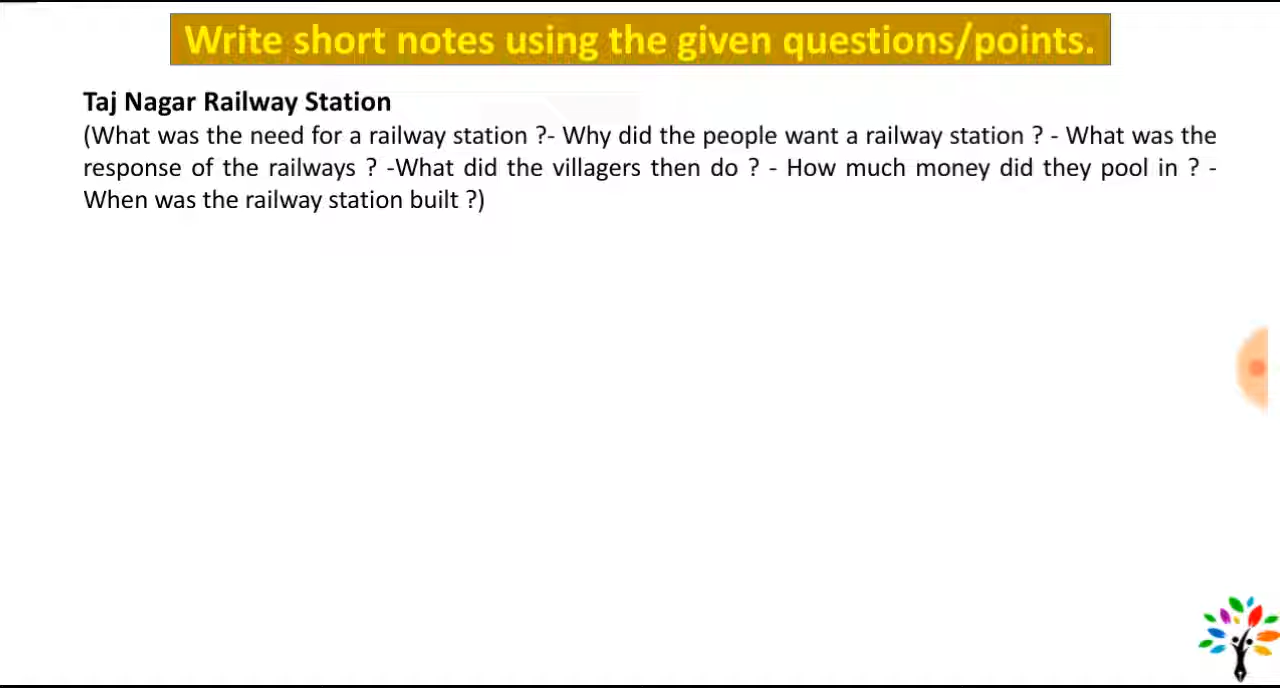 Write short notes using the given questions/points.
Taj Nagar Railway Station
(What was the need for a railway station ?- Why did the people want a railway station ? - What was the
response of the railways ? -What did the villagers then do ? - How much money did they pool in ? -
When was the railway station built ?)